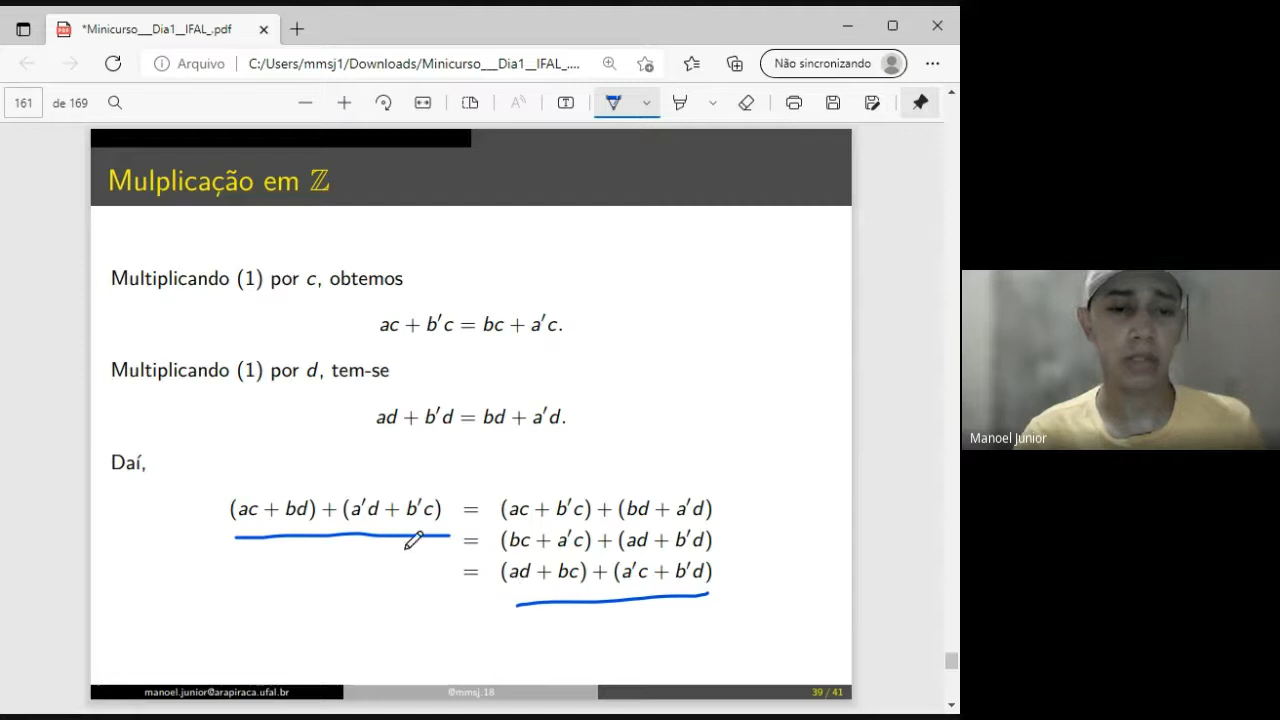 *Minicurso__Dia1__IFAL_.pdf
Arquivo
C:/Users/mmsj1/Downloads/Minicurso___Dia1__IFAL_....
Não sincronizando
161 de 169
Mulplicação em ℤ
Multiplicando (1) por c, obtemos
ac + b′c = bc + a′c.
Multiplicando (1) por d, tem-se
ad + b′d = bd + a′d.
Daí,
(ac + bd) + (a′d + b′c) = (ac + b′c) + (bd + a′d)
= (bc + a′c) + (ad + b′d)
= (ad + bc) + (a′c + b′d)
manoel.junior@arapiraca.ufal.br
@mmsj.18
39 / 41
Manoel Junior